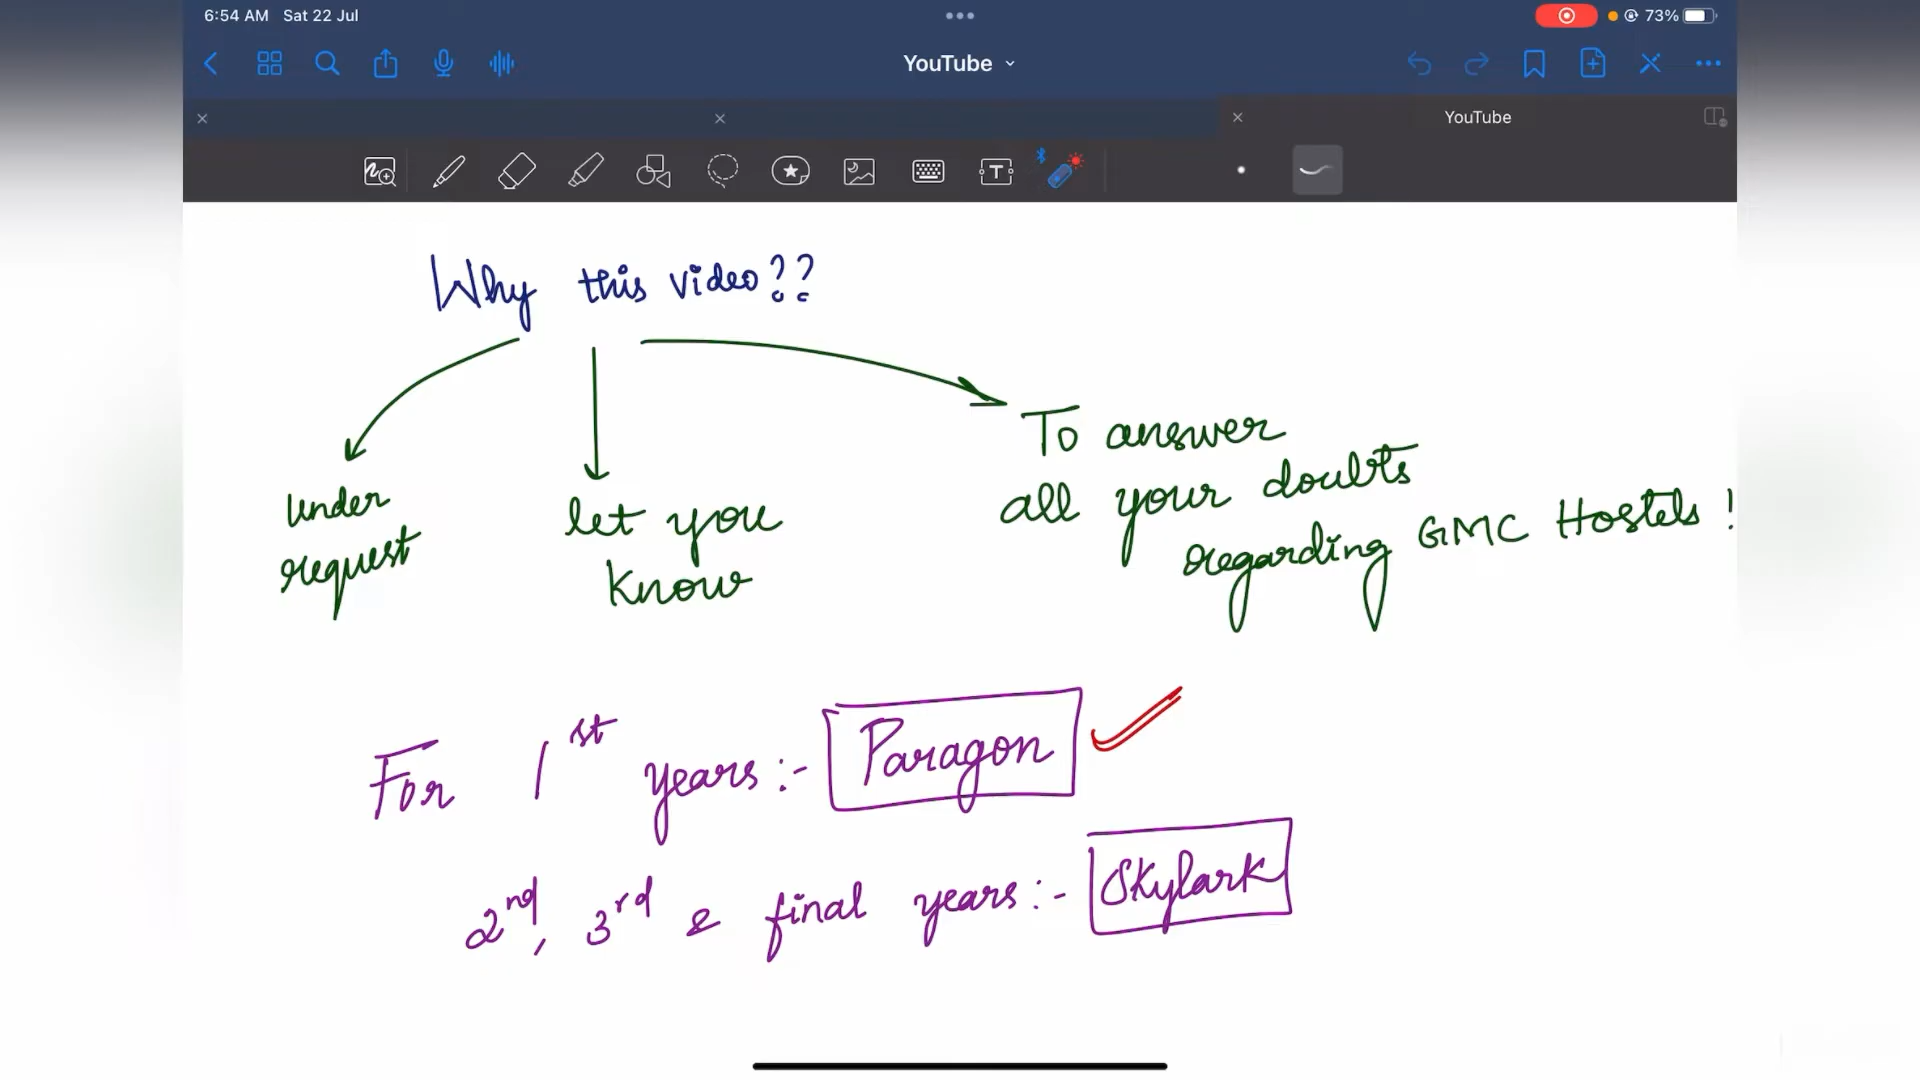 6:54 AM Sat 22 Jul
73%
YouTube
YouTube
Why this video??
under
request
let you
know
To answer
all your doubts
regarding GMC Hostels !
For 1st years :- Paragon
2nd, 3rd & final years :- Skylark